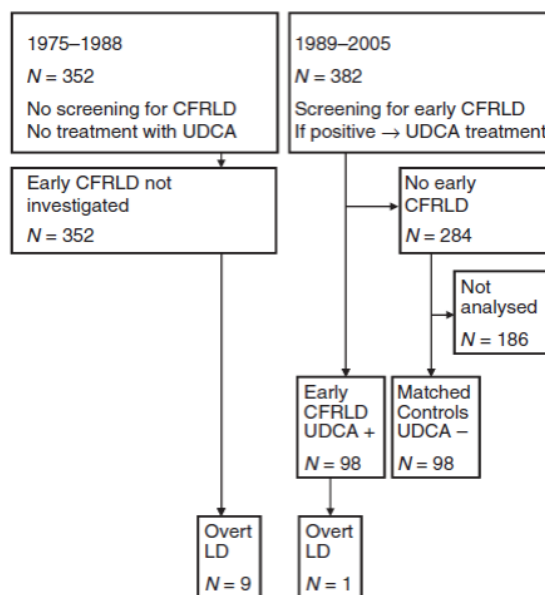 1975–1988
N = 352
No screening for CFRLD
No treatment with UDCA
1989–2005
N = 382
Screening for early CFRLD
If positive → UDCA treatment
Early CFRLD not
investigated
N = 352
No early
CFRLD
N = 284
Not
analysed
N = 186
Early
CFRLD
UDCA +
N = 98
Matched
Controls
UDCA –
N = 98
Overt
LD
N = 9
Overt
LD
N = 1